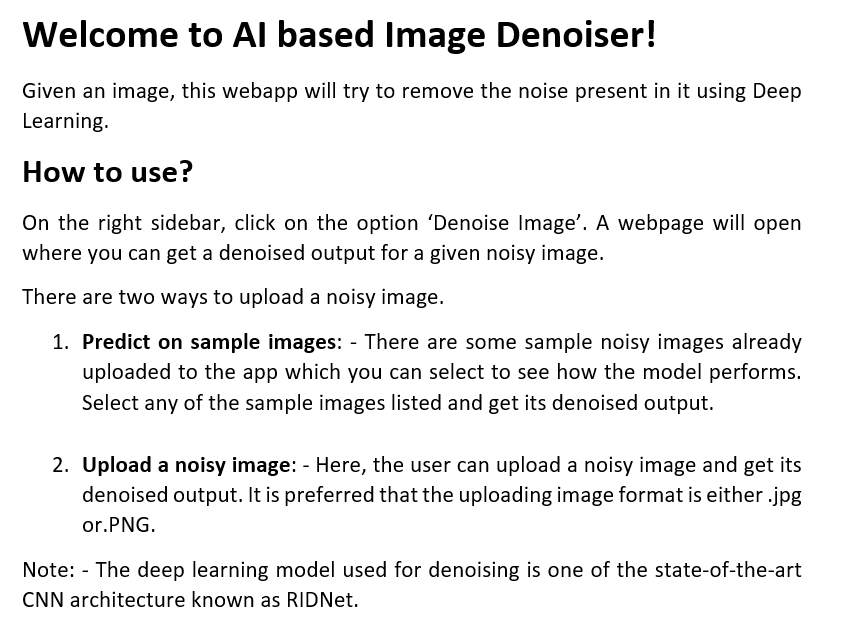 Welcome to AI based Image Denoiser!
Given an image, this webapp will try to remove the noise present in it using Deep
Learning.
How to use?
On the right sidebar, click on the option ‘Denoise Image’. A webpage will open
where you can get a denoised output for a given noisy image.
There are two ways to upload a noisy image.
1. Predict on sample images: - There are some sample noisy images already
uploaded to the app which you can select to see how the model performs.
Select any of the sample images listed and get its denoised output.
2. Upload a noisy image: - Here, the user can upload a noisy image and get its
denoised output. It is preferred that the uploading image format is either .jpg
or.PNG.
Note: - The deep learning model used for denoising is one of the state-of-the-art
CNN architecture known as RIDNet.